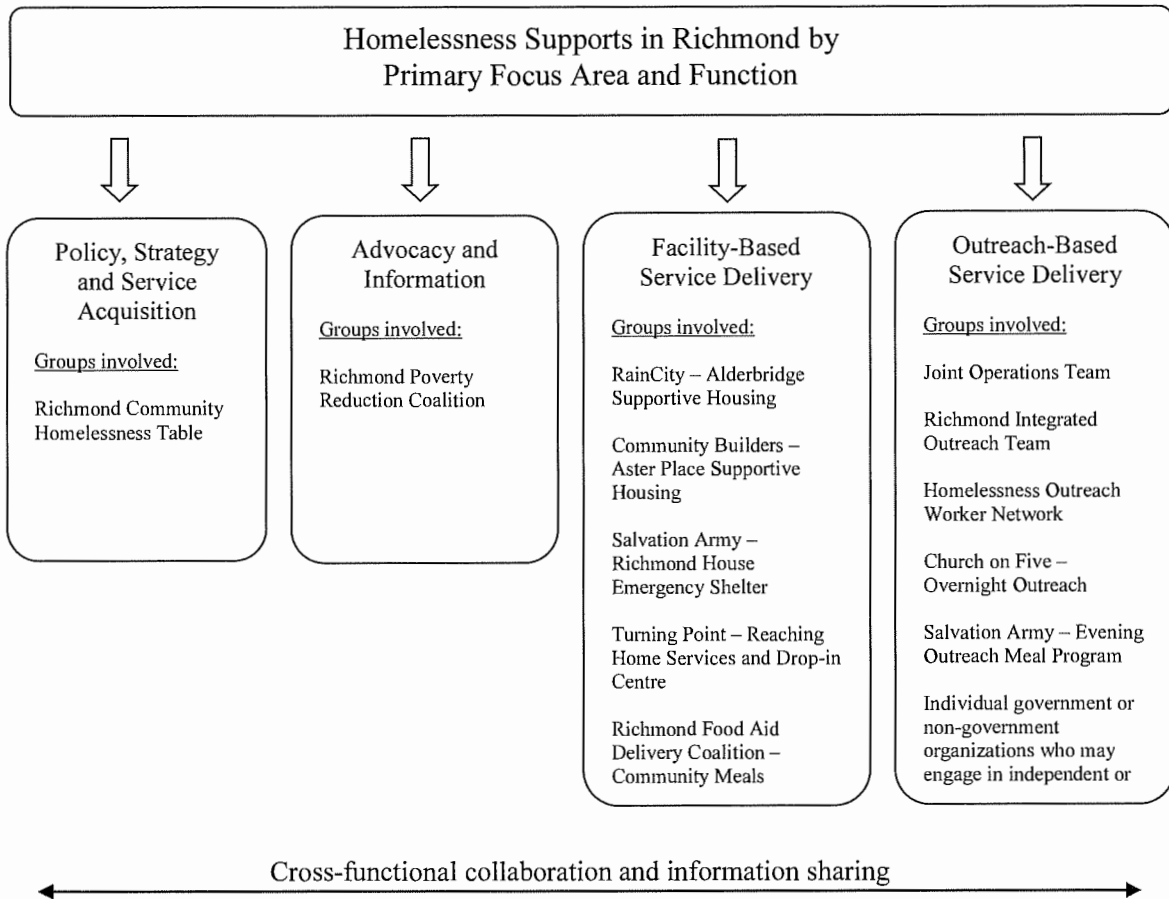 Homelessness Supports in Richmond by
Primary Focus Area and Function
Policy, Strategy
and Service
Acquisition
Groups involved:
Richmond Community
Homelessness Table
Advocacy and
Information
Groups involved:
Richmond Poverty
Reduction Coalition
Facility-Based
Service Delivery
Groups involved:
RainCity – Alderbridge
Supportive Housing
Community Builders –
Aster Place Supportive
Housing
Salvation Army –
Richmond House
Emergency Shelter
Turning Point – Reaching
Home Services and Drop-in
Centre
Richmond Food Aid
Delivery Coalition –
Community Meals
Outreach-Based
Service Delivery
Groups involved:
Joint Operations Team
Richmond Integrated
Outreach Team
Homelessness Outreach
Worker Network
Church on Five –
Overnight Outreach
Salvation Army – Evening
Outreach Meal Program
Individual government or
non-government
organizations who may
engage in independent or
Cross-functional collaboration and information sharing